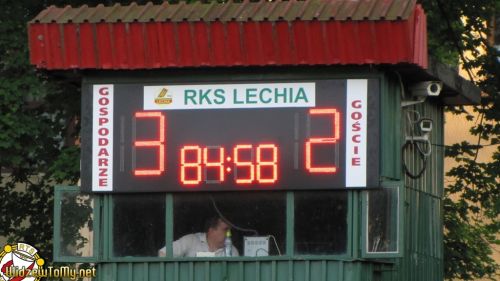 RKS LECHIA
GOSPODARZE
3
84:58
2
GOŚCIE
WidzewToMy.net